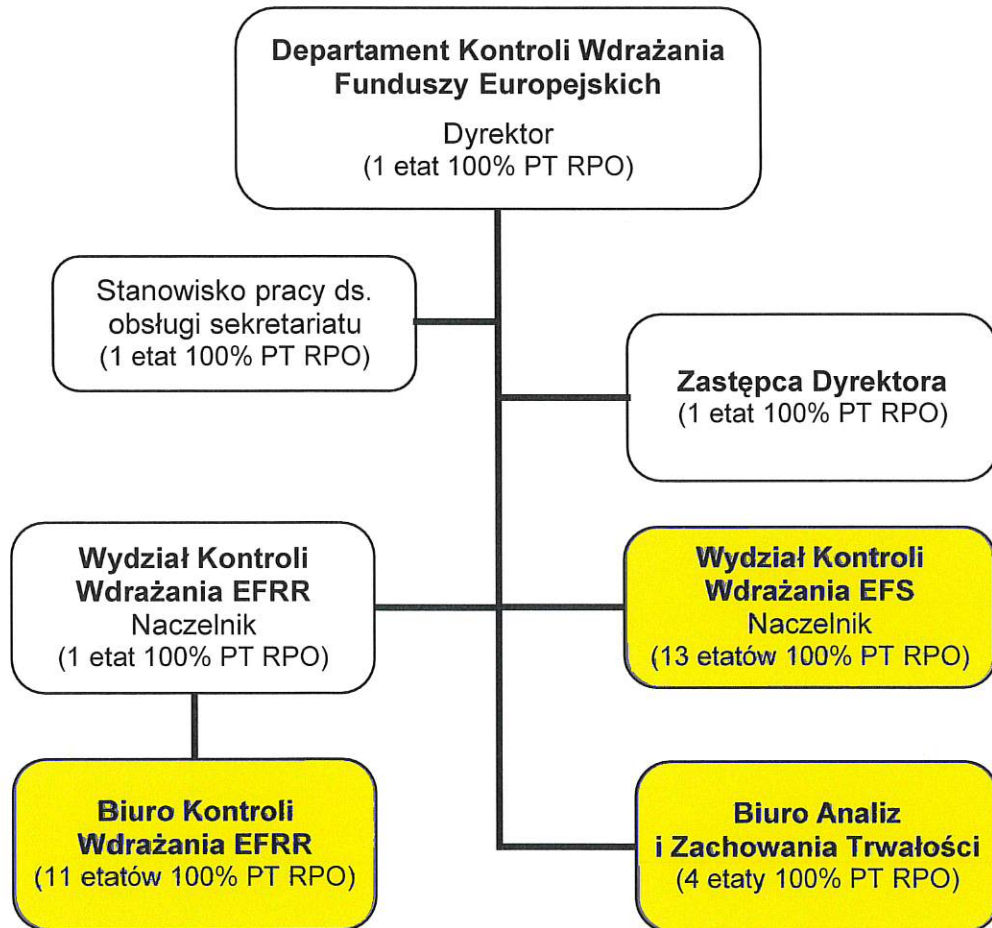 Departament Kontroli Wdrażania
Funduszy Europejskich
Dyrektor
(1 etat 100% PT RPO)
Stanowisko pracy ds.
obsługi sekretariatu
(1 etat 100% PT RPO)
Zastępca Dyrektora
(1 etat 100% PT RPO)
Wydział Kontroli
Wdrażania EFRR
Naczelnik
(1 etat 100% PT RPO)
Wydział Kontroli
Wdrażania EFS
Naczelnik
(13 etatów 100% PT RPO)
Biuro Kontroli
Wdrażania EFRR
(11 etatów 100% PT RPO)
Biuro Analiz
i Zachowania Trwałości
(4 etaty 100% PT RPO)